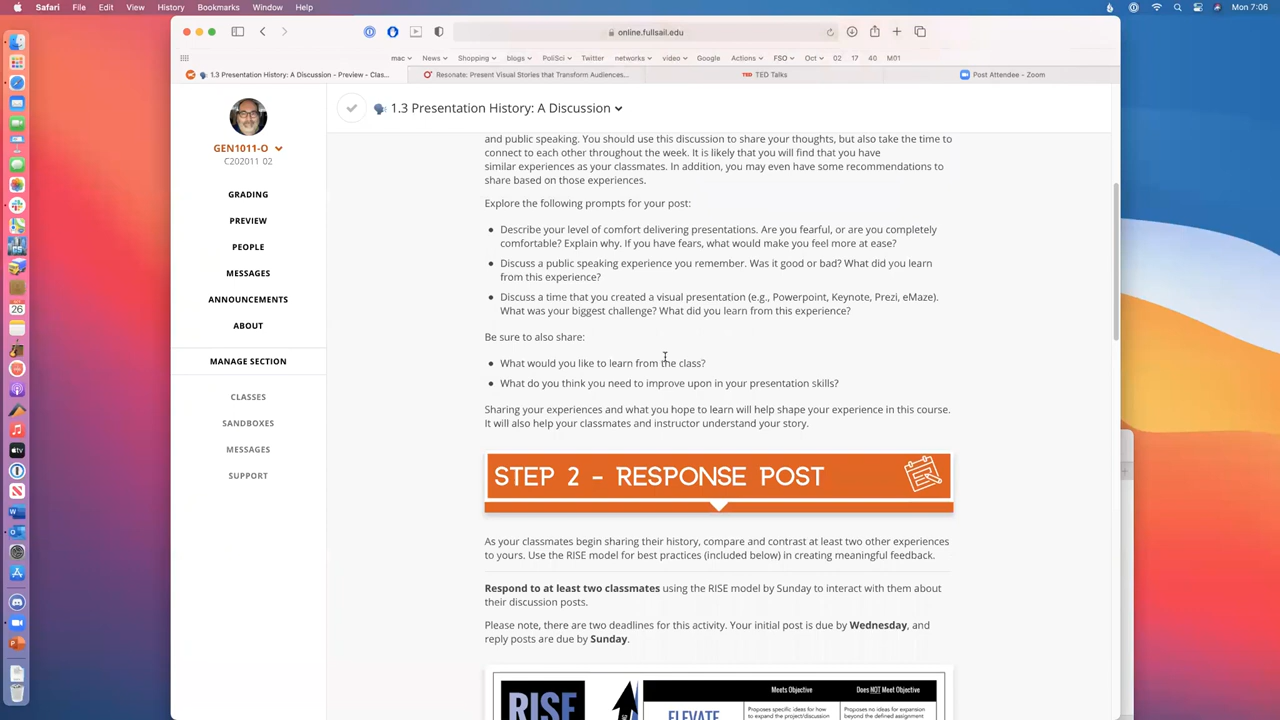 Safari File Edit View History Bookmarks Window Help Mon 7:06
online.fullsail.edu
mac News Shopping blogs PoliSci Twitter networks video Google Actions FSO Oct 02 17 40 M01
1.3 Presentation History: A Discussion - Preview - Clas...
Resonate: Present Visual Stories that Transform Audiences...
TED TED Talks
Post Attendee - Zoom
GEN1011-O
C202011 02
GRADING
PREVIEW
PEOPLE
MESSAGES
ANNOUNCEMENTS
ABOUT
MANAGE SECTION
CLASSES
SANDBOXES
MESSAGES
SUPPORT
26
tv
1.3 Presentation History: A Discussion
and public speaking. You should use this discussion to share your thoughts, but also take the time to
connect to each other throughout the week. It is likely that you will find that you have
similar experiences as your classmates. In addition, you may even have some recommendations to
share based on those experiences.
Explore the following prompts for your post:
Describe your level of comfort delivering presentations. Are you fearful, or are you completely
comfortable? Explain why. If you have fears, what would make you feel more at ease?
Discuss a public speaking experience you remember. Was it good or bad? What did you learn
from this experience?
Discuss a time that you created a visual presentation (e.g., Powerpoint, Keynote, Prezi, eMaze).
What was your biggest challenge? What did you learn from this experience?
Be sure to also share:
What would you like to learn from the class?
What do you think you need to improve upon in your presentation skills?
Sharing your experiences and what you hope to learn will help shape your experience in this course.
It will also help your classmates and instructor understand your story.
STEP 2 - RESPONSE POST
As your classmates begin sharing their history, compare and contrast at least two other experiences
to yours. Use the RISE model for best practices (included below) in creating meaningful feedback.
Respond to at least two classmates using the RISE model by Sunday to interact with them about
their discussion posts.
Please note, there are two deadlines for this activity. Your initial post is due by Wednesday, and
reply posts are due by Sunday.
RISE
Meets Objective
Does NOT Meet Objective
ELEVATE
Proposes specific ideas for how
to expand the project/discussion
Proposes no ideas for expansion
beyond the defined assignment